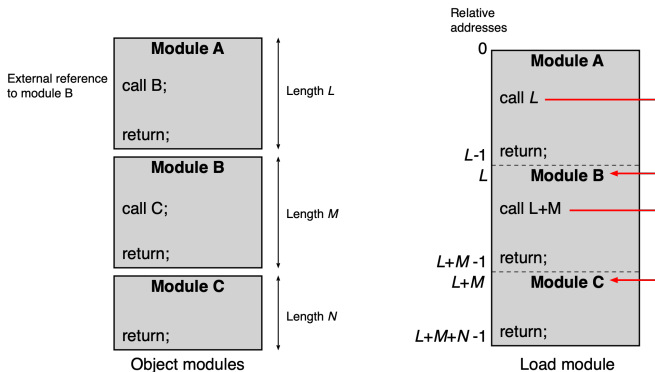 Module A
External reference
to module B
call B;
Length L
return;
Module B
call C;
Length M
return;
Module C
Length N
return;
Object modules
Relative
addresses
0
Module A
call L
L-1
return;
L
Module B
call L+M
L+M -1
return;
L+M
Module C
L+M+N -1
return;
Load module